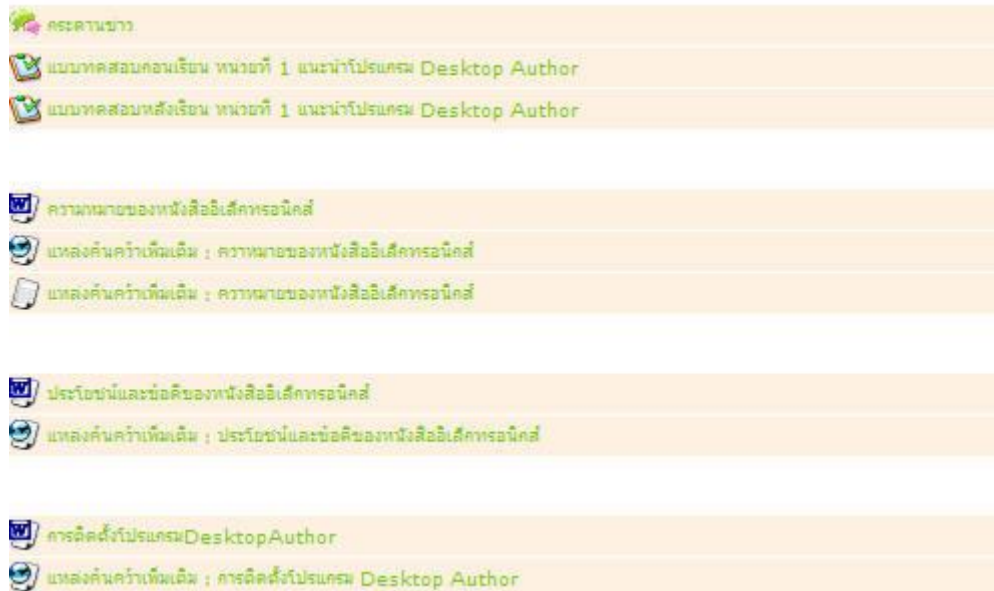 กระดานข่าว
แบบทดสอบก่อนเรียน หน่วยที่ 1 แนะนำโปรแกรม Desktop Author
แบบทดสอบหลังเรียน หน่วยที่ 1 แนะนำโปรแกรม Desktop Author
ความหมายของหนังสืออิเล็กทรอนิคส์
แหล่งค้นคว้าเพิ่มเติม : ความหมายของหนังสืออิเล็กทรอนิคส์
แหล่งค้นคว้าเพิ่มเติม : ความหมายของหนังสืออิเล็กทรอนิคส์
ประโยชน์และข้อดีของหนังสืออิเล็กทรอนิคส์
แหล่งค้นคว้าเพิ่มเติม : ประโยชน์และข้อดีของหนังสืออิเล็กทรอนิคส์
การติดตั้งโปรแกรมDesktopAuthor
แหล่งค้นคว้าเพิ่มเติม : การติดตั้งโปรแกรม Desktop Author